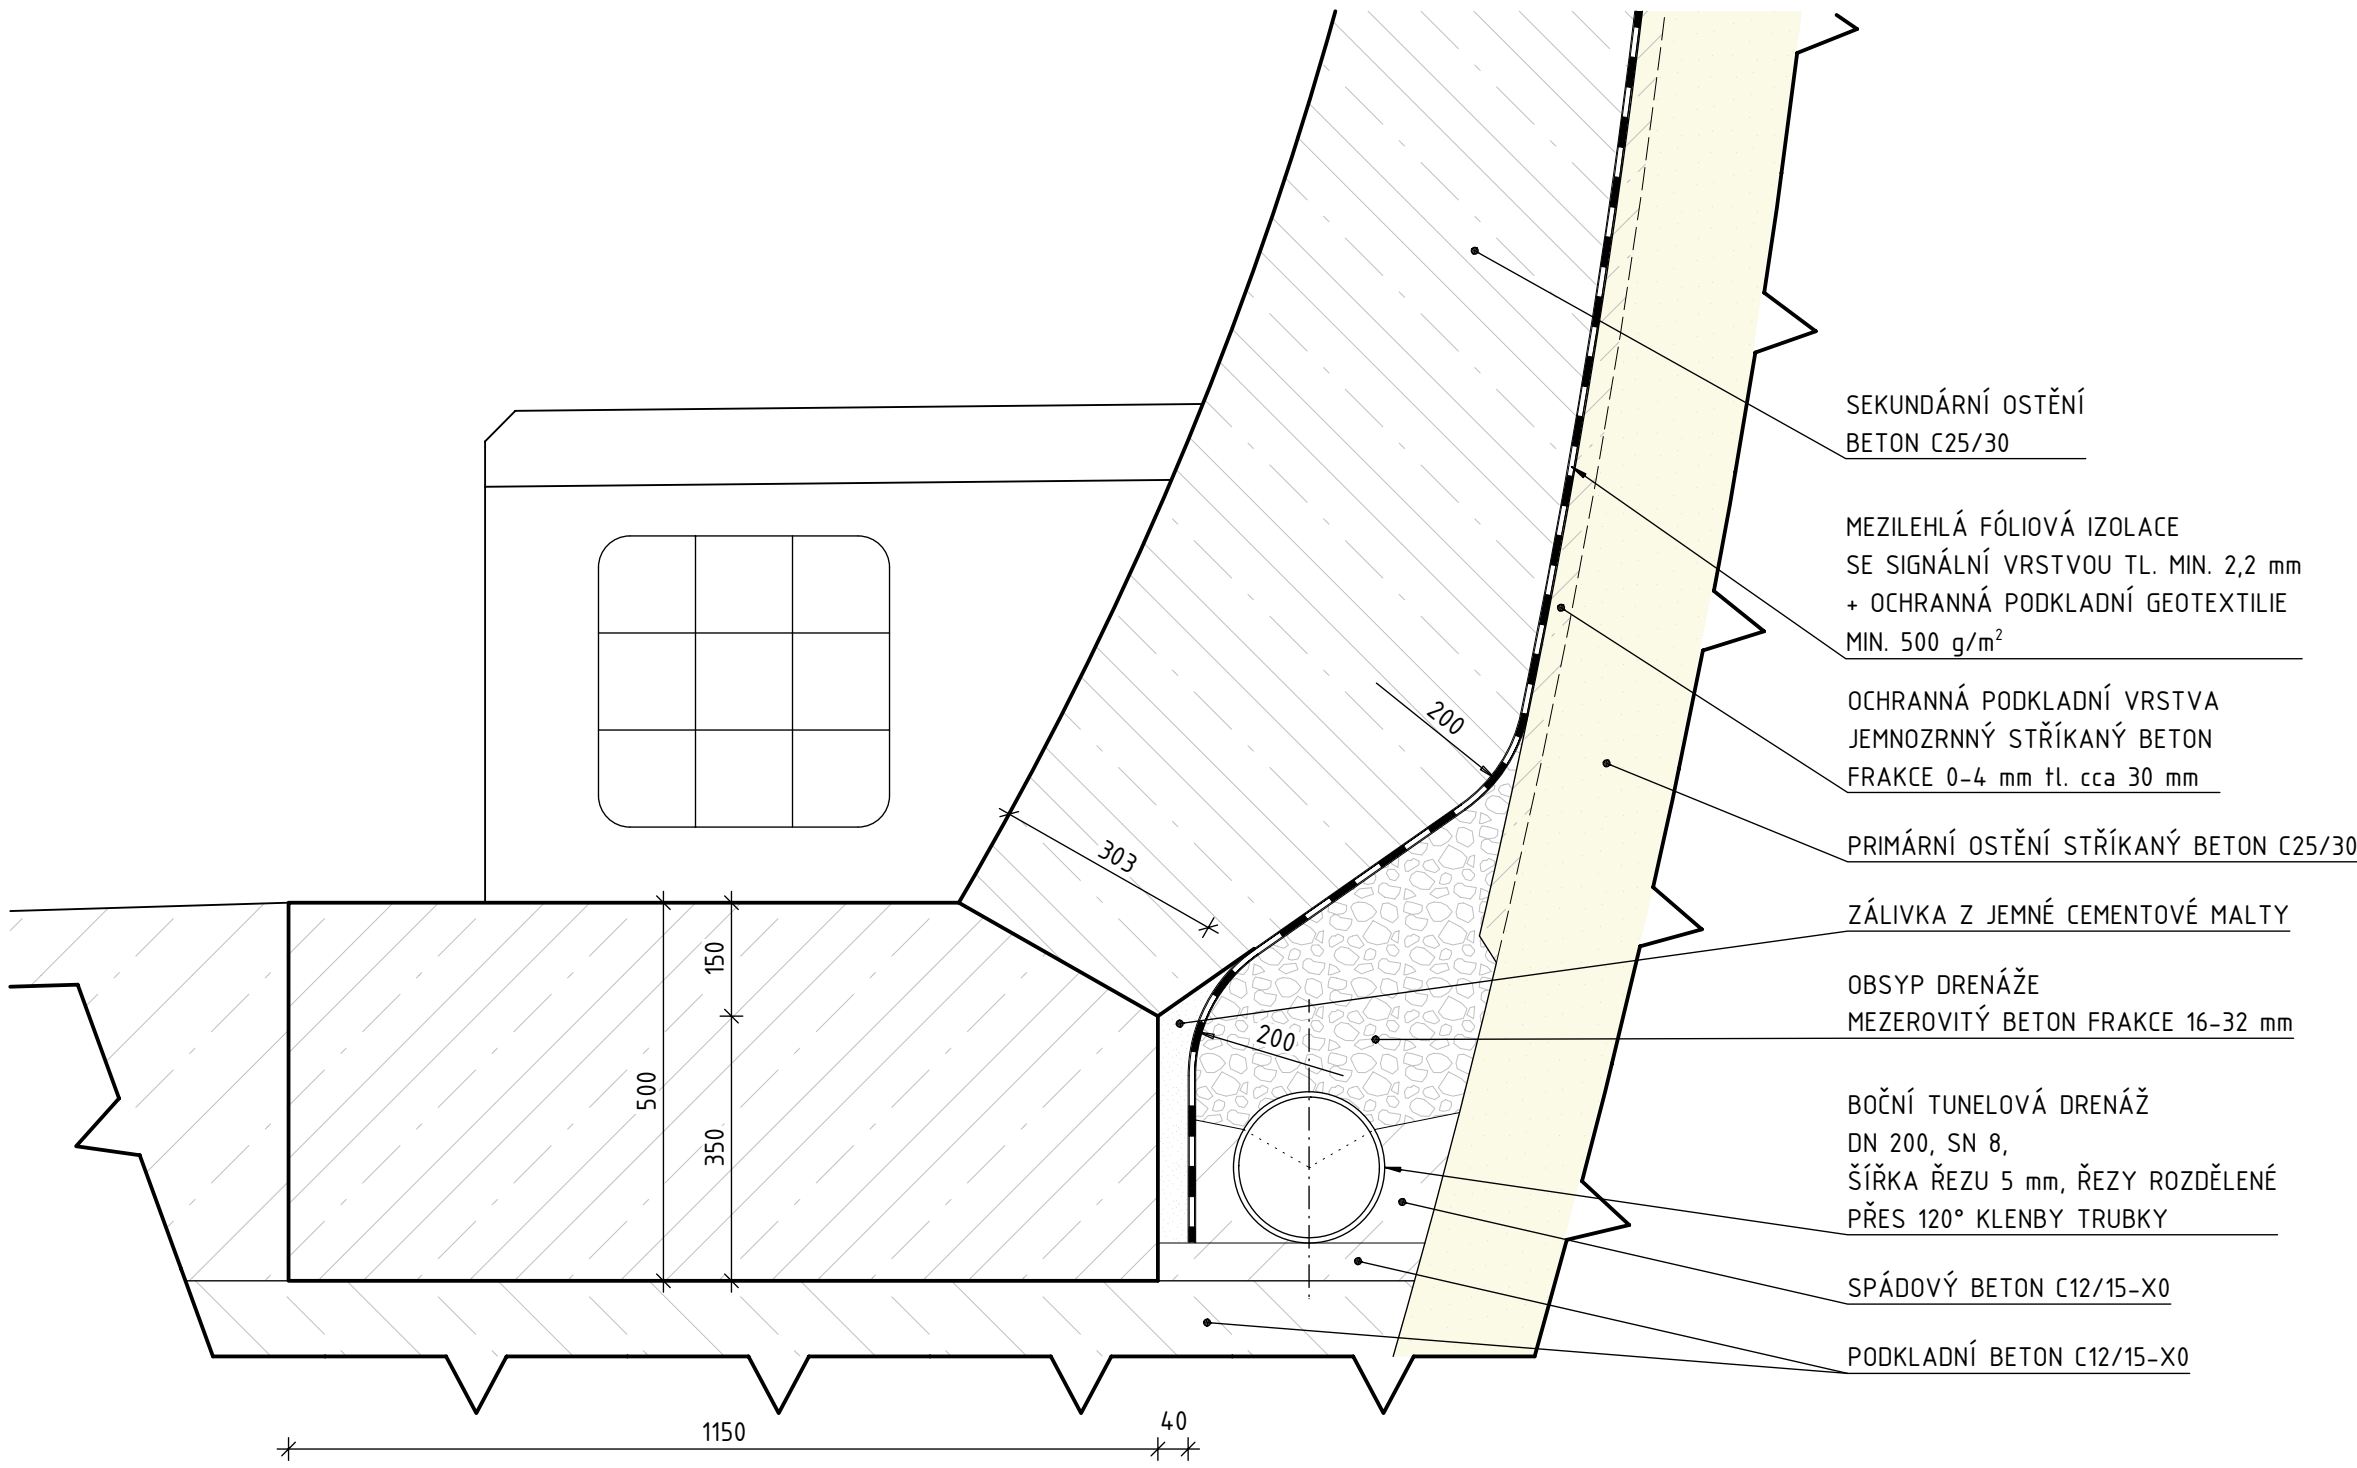 SEKUNDÁRNÍ OSTĚNÍ
BETON C25/30
MEZILEHLÁ FÓLIOVÁ IZOLACE
SE SIGNÁLNÍ VRSTVOU TL. MIN. 2,2 mm
+ OCHRANNÁ PODKLADNÍ GEOTEXTILIE
MIN. 500 g/m²
OCHRANNÁ PODKLADNÍ VRSTVA
JEMNOZRNNÝ STŘÍKANÝ BETON
FRAKCE 0-4 mm tl. cca 30 mm
PRIMÁRNÍ OSTĚNÍ STŘÍKANÝ BETON C25/30
ZÁLIVKA Z JEMNÉ CEMENTOVÉ MALTY
OBSYP DRENÁŽE
MEZEROVITÝ BETON FRAKCE 16-32 mm
BOČNÍ TUNELOVÁ DRENÁŽ
DN 200, SN 8,
ŠÍŘKA ŘEZU 5 mm, ŘEZY ROZDĚLENÉ
PŘES 120° KLENBY TRUBKY
SPÁDOVÝ BETON C12/15-X0
PODKLADNÍ BETON C12/15-X0
200
303
150
200
500
350
1150
40